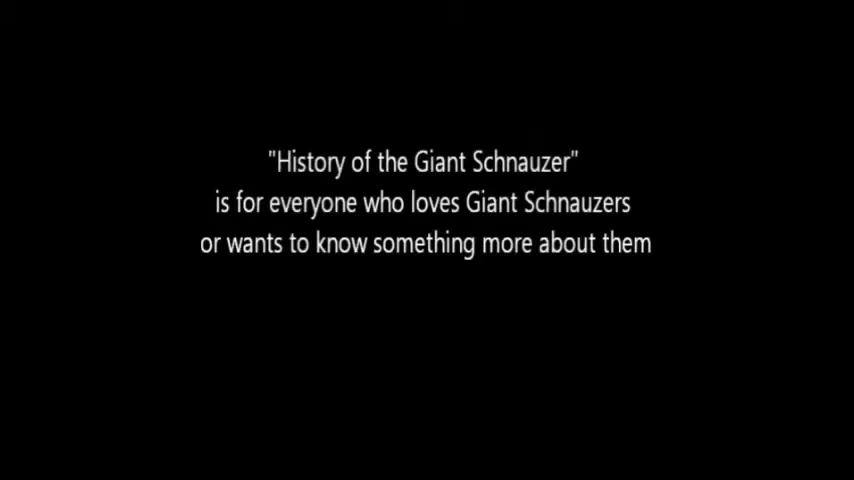 "History of the Giant Schnauzer"
is for everyone who loves Giant Schnauzers
or wants to know something more about them